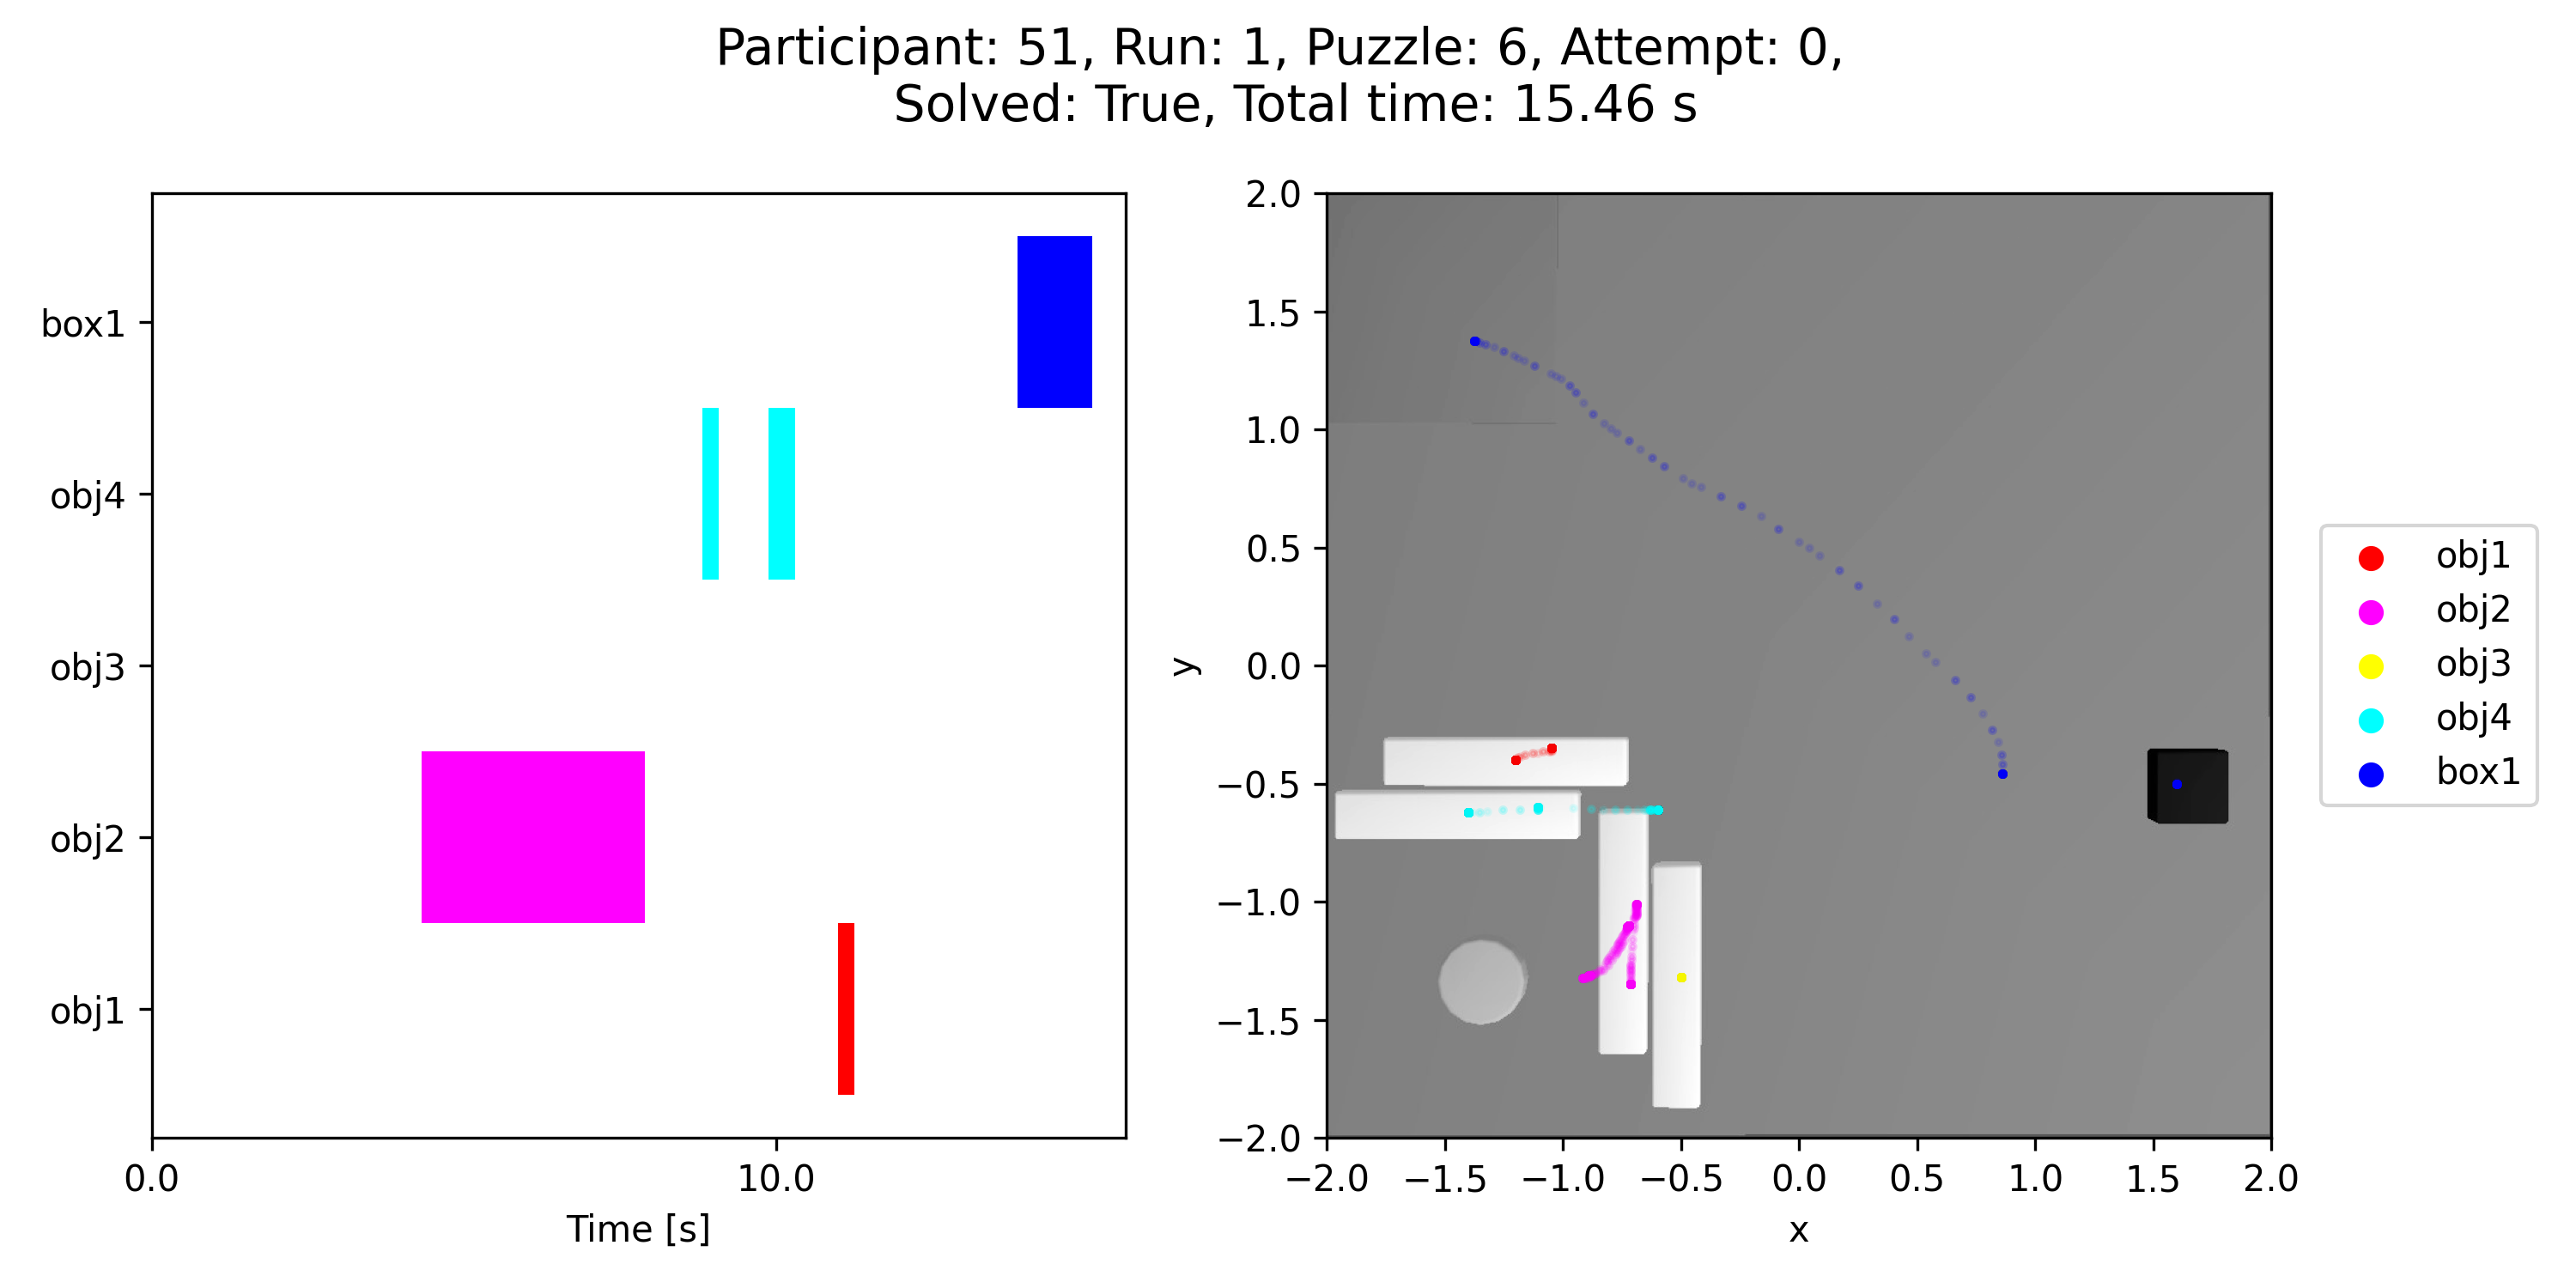 Participant: 51, Run: 1, Puzzle: 6, Attempt: 0,
Solved: True, Total time: 15.46 s
box1
obj4
obj3
obj2
obj1
0.0
10.0
Time [s]
2.0
1.5
1.0
0.5
0.0
−0.5
−1.0
−1.5
−2.0
y
−2.0
−1.5
−1.0
−0.5
0.0
0.5
1.0
1.5
2.0
x
obj1
obj2
obj3
obj4
box1